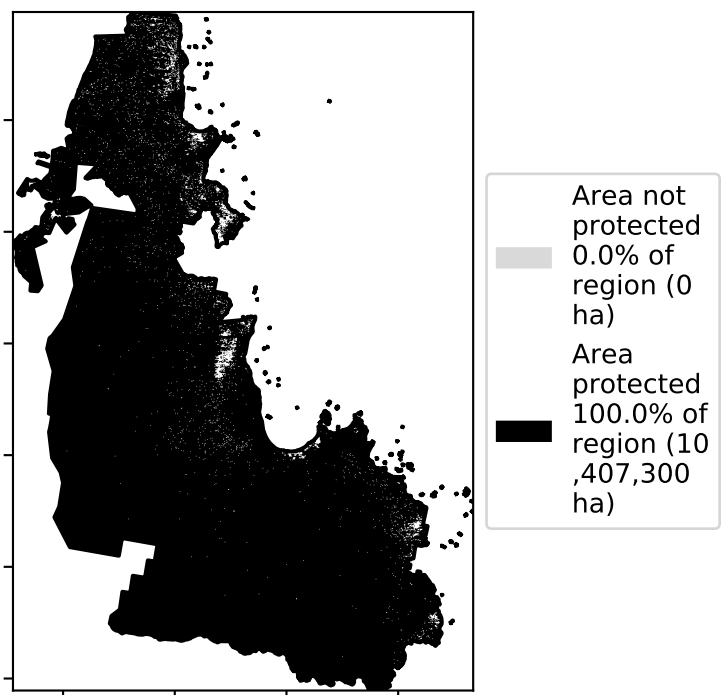 Area not
protected
0.0% of
region (0
ha)
Area
protected
100.0% of
region (10
,407,300
ha)